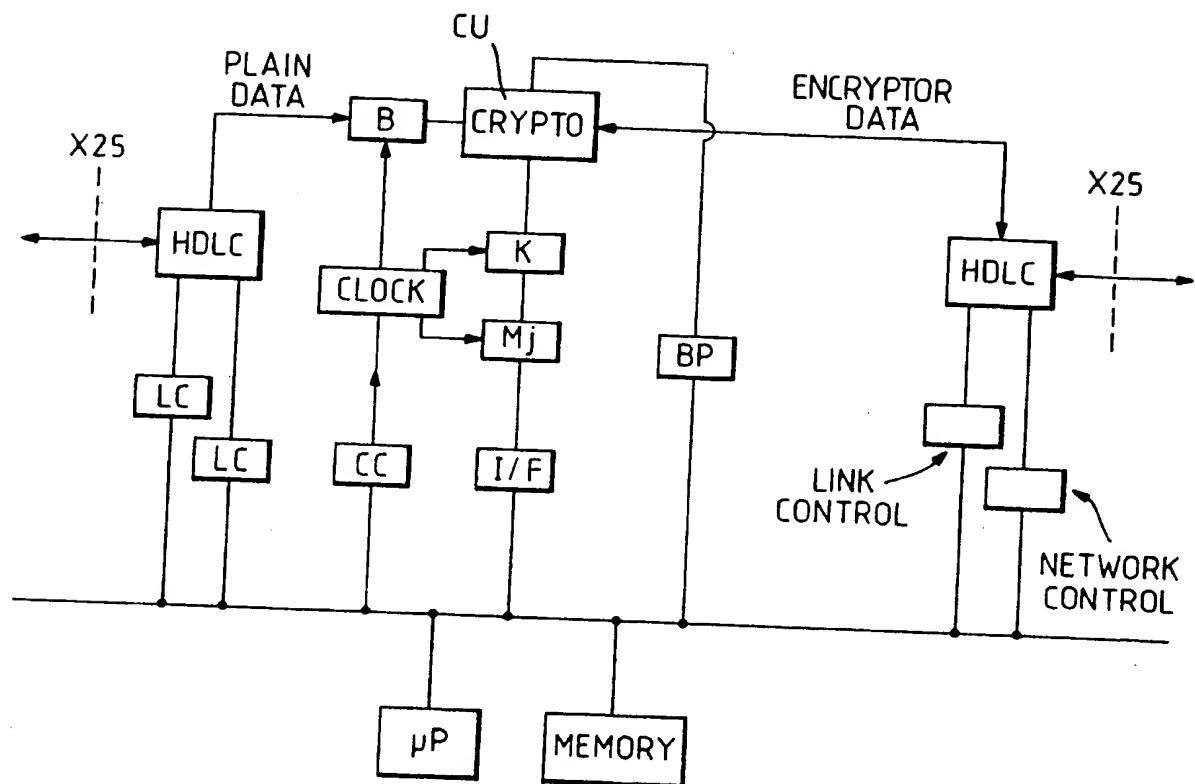 CU
PLAIN
DATA
B
CRYPTO
ENCRYPTOR
DATA
X25
X25
HDLC
K
HDLC
CLOCK
Mj
BP
LC
LC
CC
I/F
LINK
CONTROL
NETWORK
CONTROL
µP
MEMORY